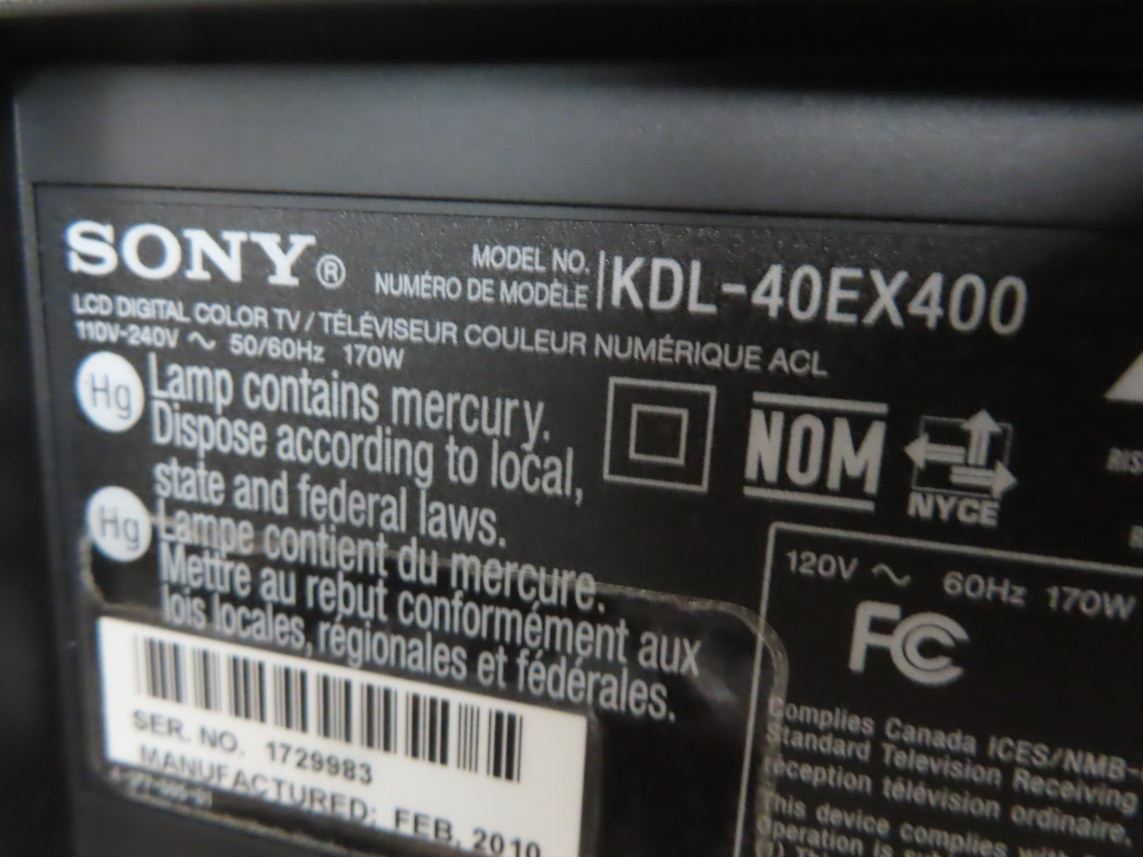 SONY®
MODEL NO.
NUMÉRO DE MODÈLE
KDL-40EX400
LCD DIGITAL COLOR TV / TÉLÉVISEUR COULEUR NUMÉRIQUE ACL
110V-240V ~ 50/60Hz 170W
Hg
Lamp contains mercury.
Dispose according to local,
state and federal laws.
Hg
Lampe contient du mercure.
Mettre au rebut conformément aux
lois locales, régionales et fédérales.
NOM
NYCE
120V ~ 60Hz 170W
FC
Complies Canada ICES/NMB-
Standard Television Receiving
réception télévision ordinaire,
This device complies with
Operation is
(1) This
SER. NO. 1729983
MANUFACTURED: FEB, 2010